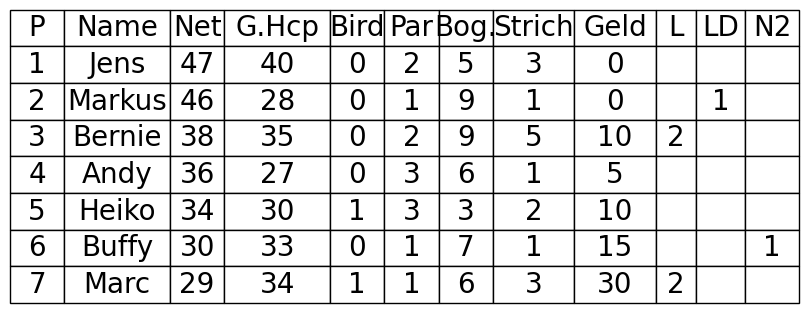 P Name Net G.Hcp Bird Par Bog. Strich Geld L LD N2
1 Jens 47 40 0 2 5 3 0
2 Markus 46 28 0 1 9 1 0 1
3 Bernie 38 35 0 2 9 5 10 2
4 Andy 36 27 0 3 6 1 5
5 Heiko 34 30 1 3 3 2 10
6 Buffy 30 33 0 1 7 1 15 1
7 Marc 29 34 1 1 6 3 30 2